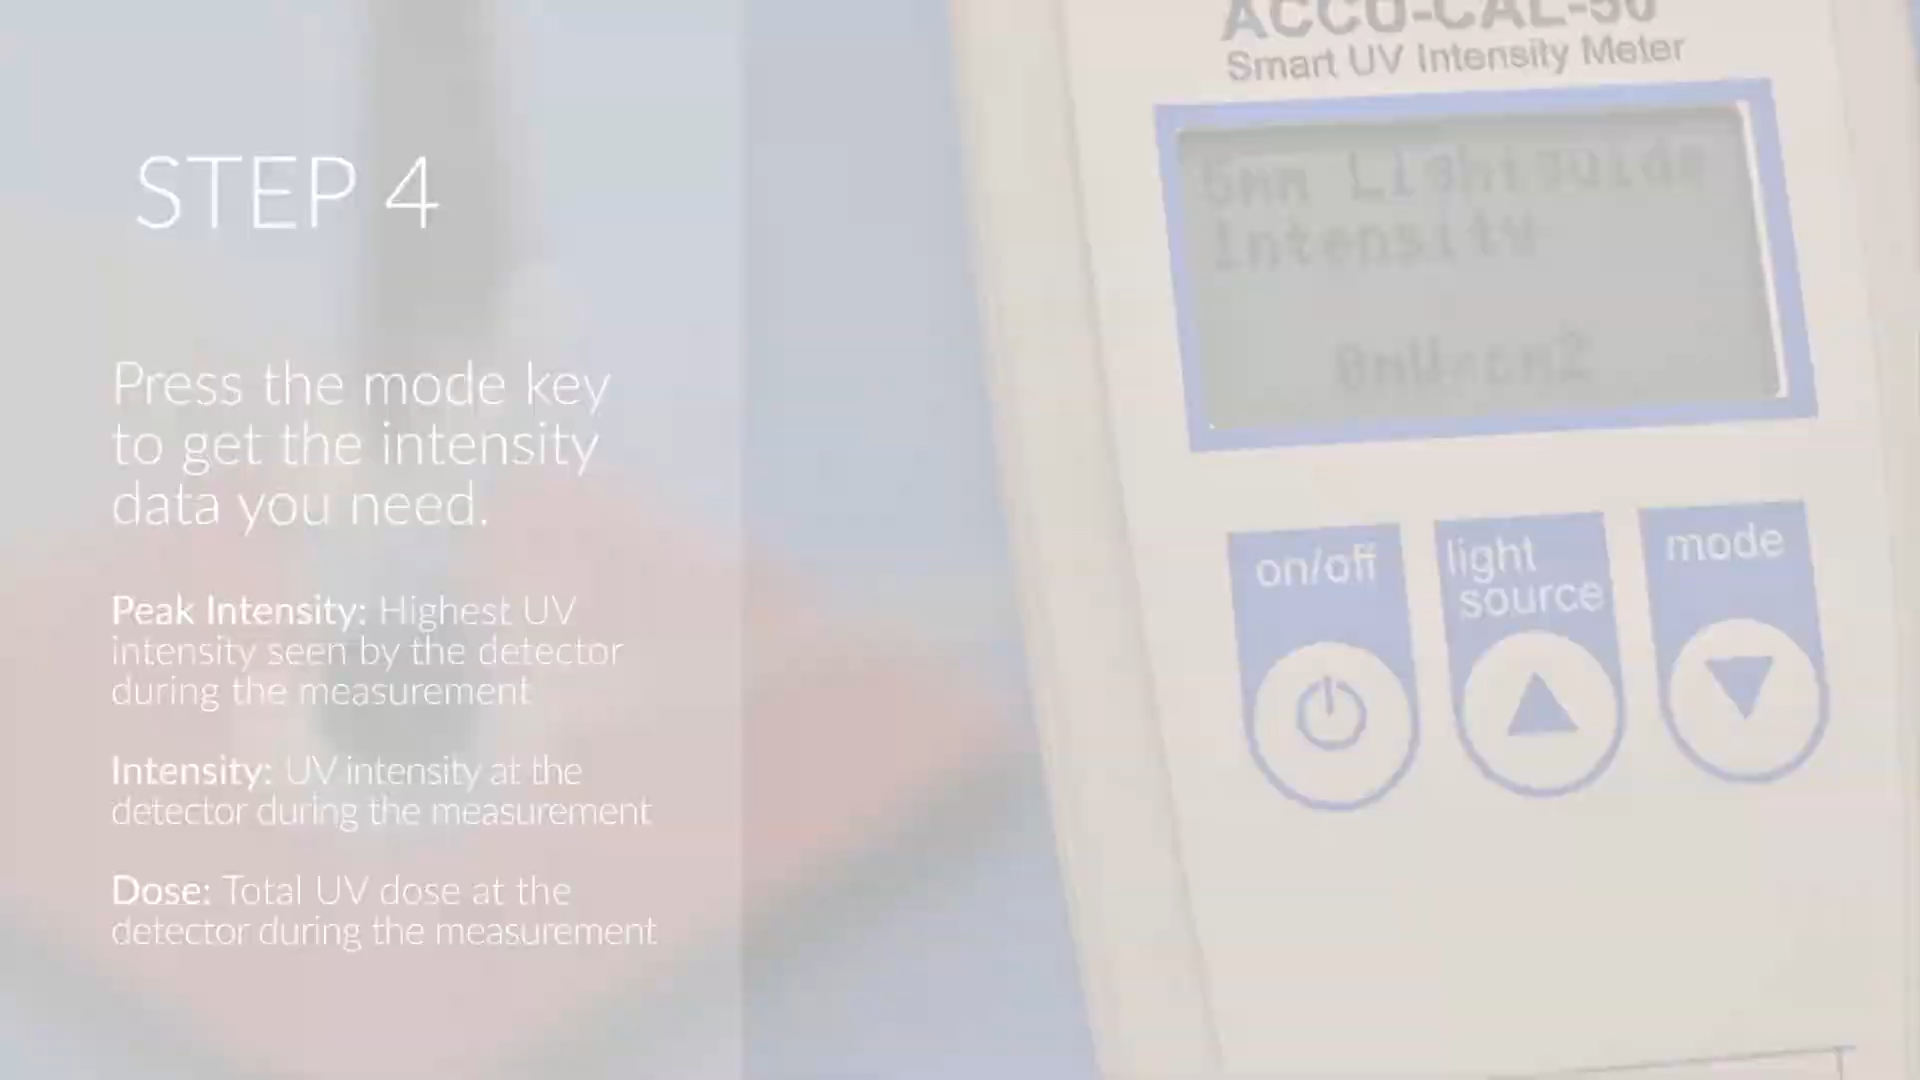 STEP 4
Press the mode key
to get the intensity
data you need.
Peak Intensity: Highest UV
intensity seen by the detector
during the measurement
Intensity: UV intensity at the
detector during the measurement
Dose: Total UV dose at the
detector during the measurement
ACCU-CAL-50
Smart UV Intensity Meter
5mm Lightguide
Intensity
0mW/cm2
on/off
light
source
mode